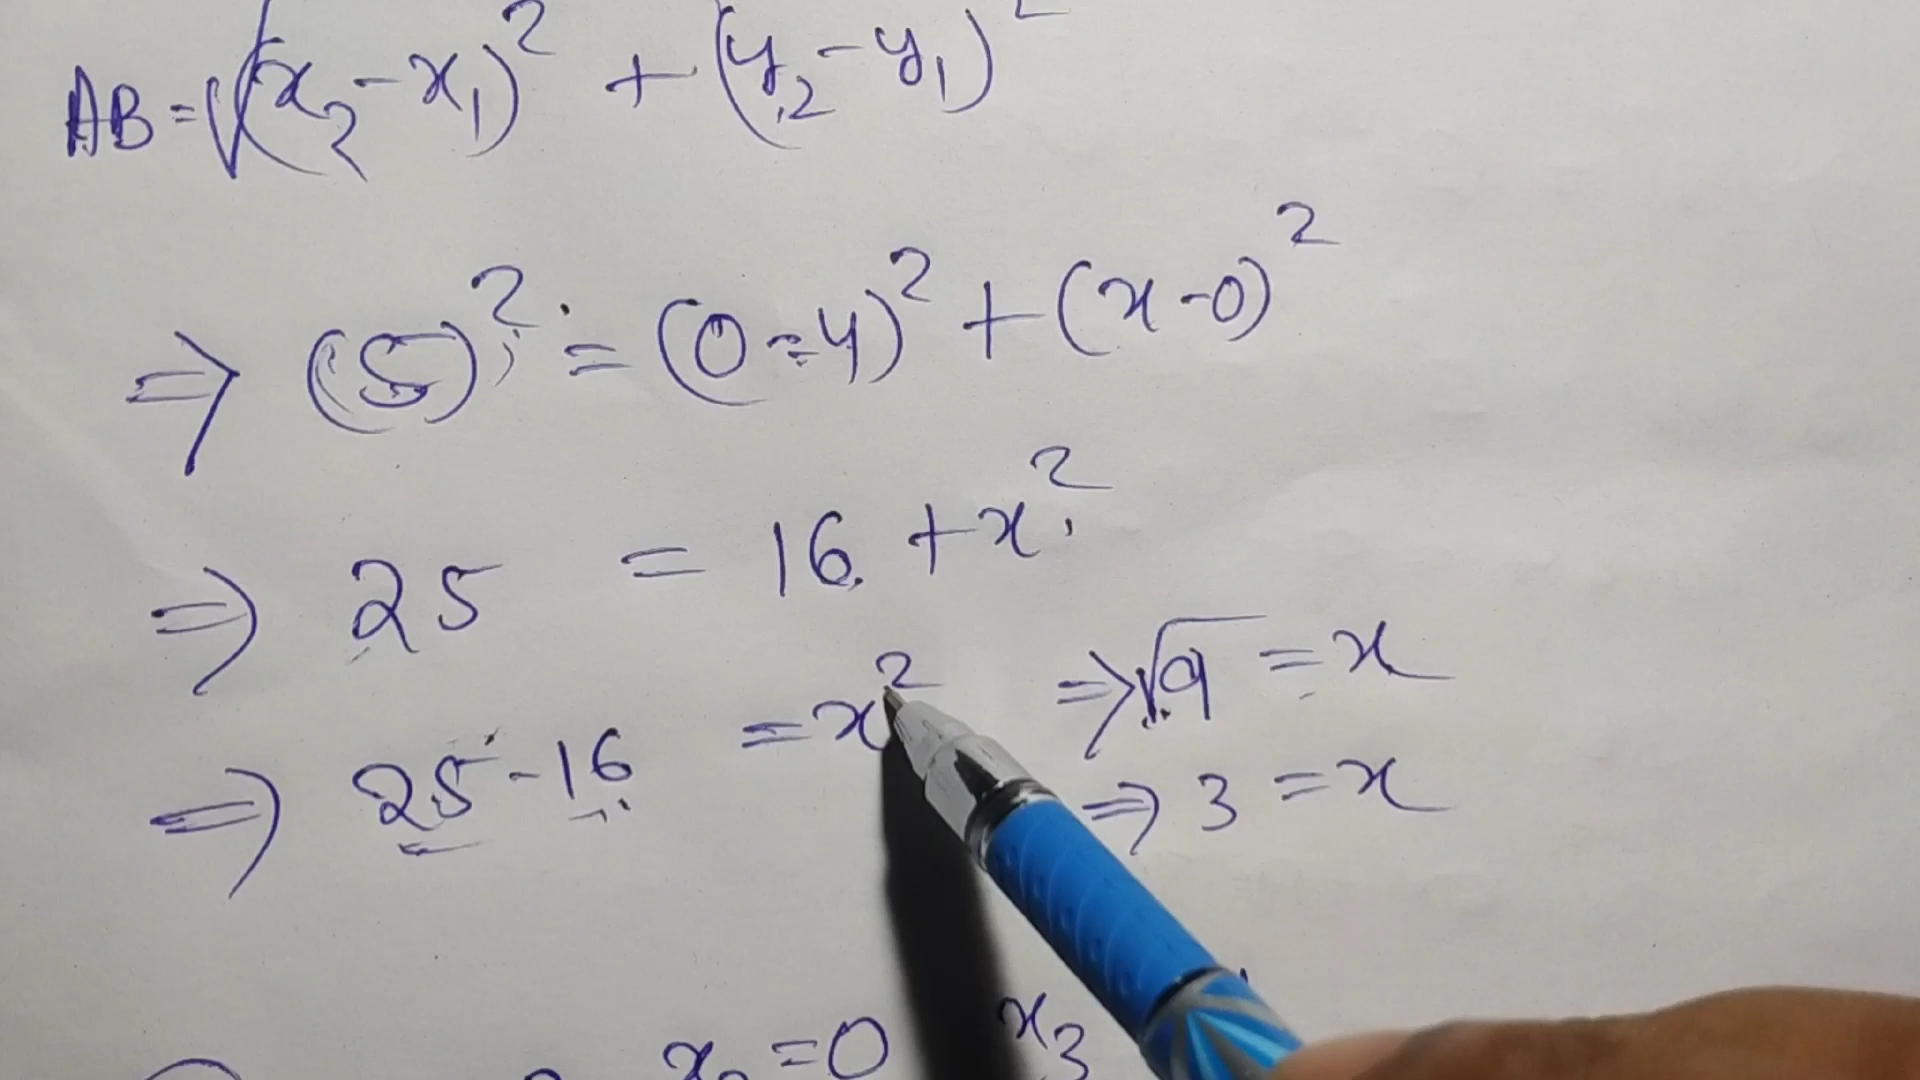 AB = √(x₂ - x₁)² + (y₂ - y₁)²
⇒ (5)² = (0 - 4)² + (x - 0)²
⇒ 25 = 16 + x²
⇒ 25 - 16 = x²
⇒ √9 = x
⇒ 3 = x
= 0 x₃